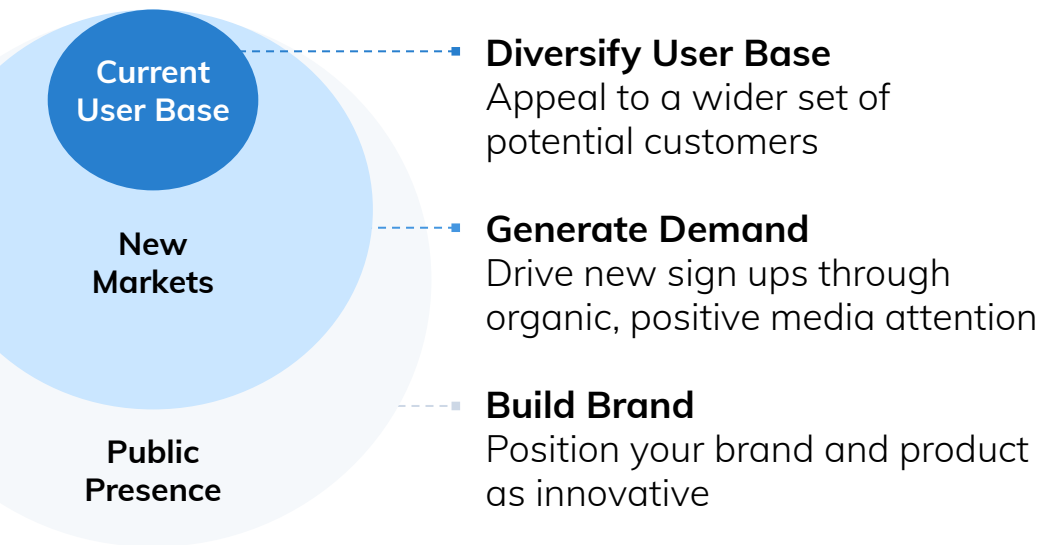 Current
User Base
Diversify User Base
Appeal to a wider set of
potential customers
New
Markets
Generate Demand
Drive new sign ups through
organic, positive media attention
Public
Presence
Build Brand
Position your brand and product
as innovative